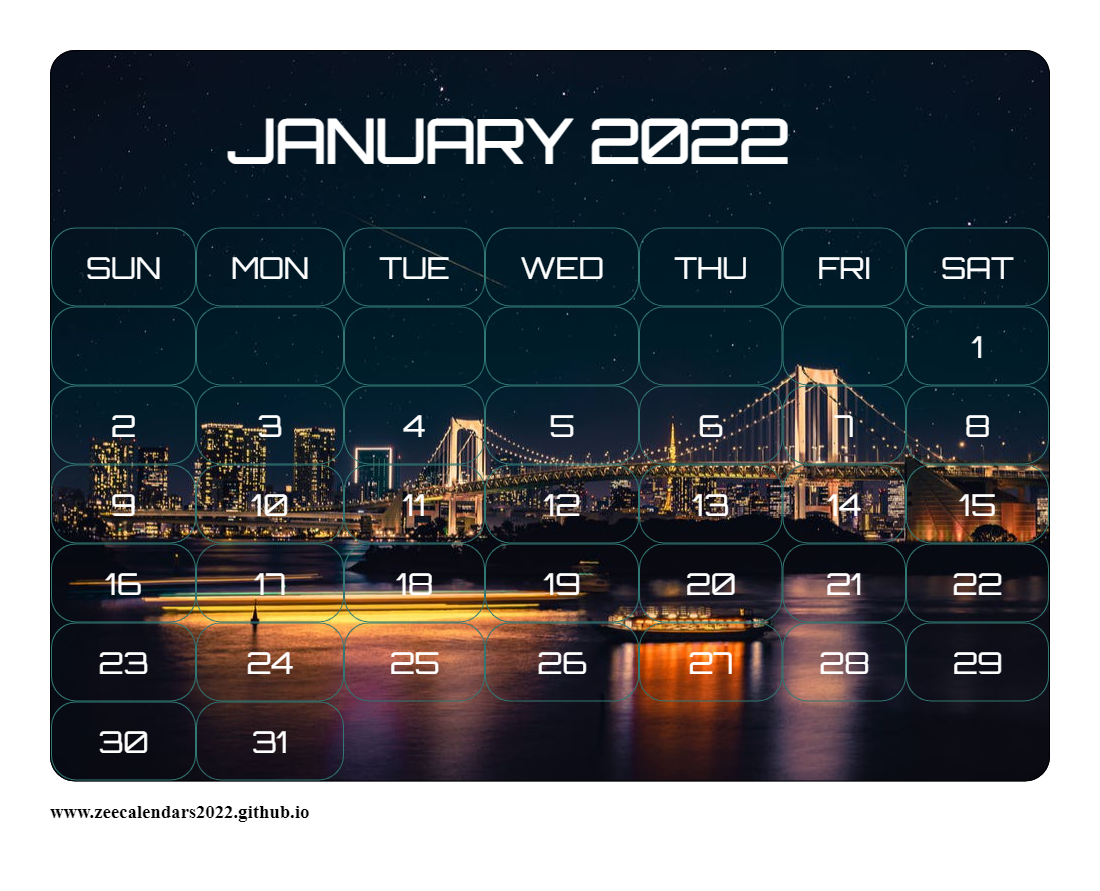 JANUARY 2022
SUN MON TUE WED THU FRI SAT
1
2 3 4 5 6 7 8
9 10 11 12 13 14 15
16 17 18 19 20 21 22
23 24 25 26 27 28 29
30 31
www.zeecalendars2022.github.io